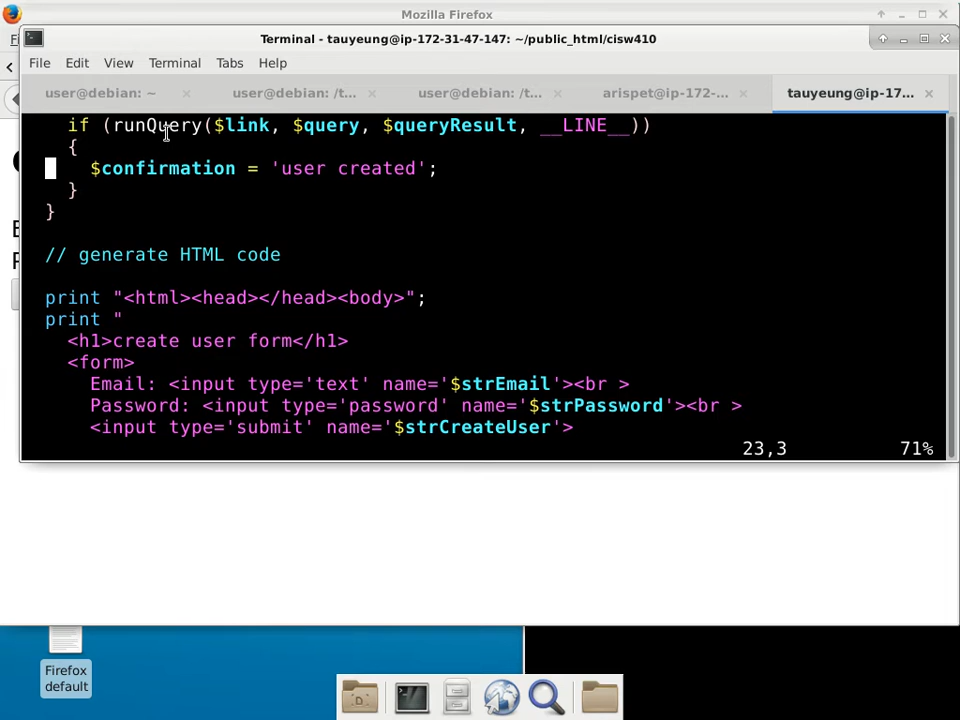 Mozilla Firefox
Terminal - tauyeung@ip-172-31-47-147: ~/public_html/cisw410
File Edit View Terminal Tabs Help
user@debian: ~ user@debian: /t... user@debian: /t... arispet@ip-172-... tauyeung@ip-17...
if (runQuery($link, $query, $queryResult, __LINE__))
{
$confirmation = 'user created';
}
}
// generate HTML code
print "<html><head></head><body>";
print "
<h1>create user form</h1>
<form>
Email: <input type='text' name='$strEmail'><br >
Password: <input type='password' name='$strPassword'><br >
<input type='submit' name='$strCreateUser'>
23,3 71%
Firefox
default